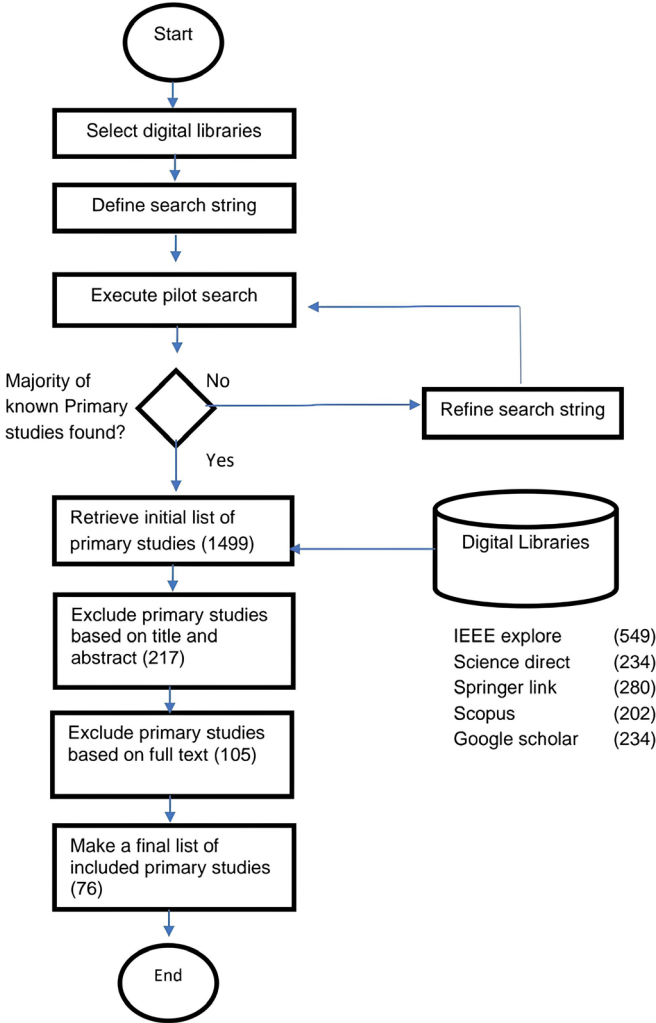 Start
Select digital libraries
Define search string
Execute pilot search
Majority of
known Primary
studies found?
No
Refine search string
Yes
Retrieve initial list of
primary studies (1499)
Digital Libraries
IEEE explore (549)
Science direct (234)
Springer link (280)
Scopus (202)
Google scholar (234)
Exclude primary studies
based on title and
abstract (217)
Exclude primary studies
based on full text (105)
Make a final list of
included primary studies
(76)
End